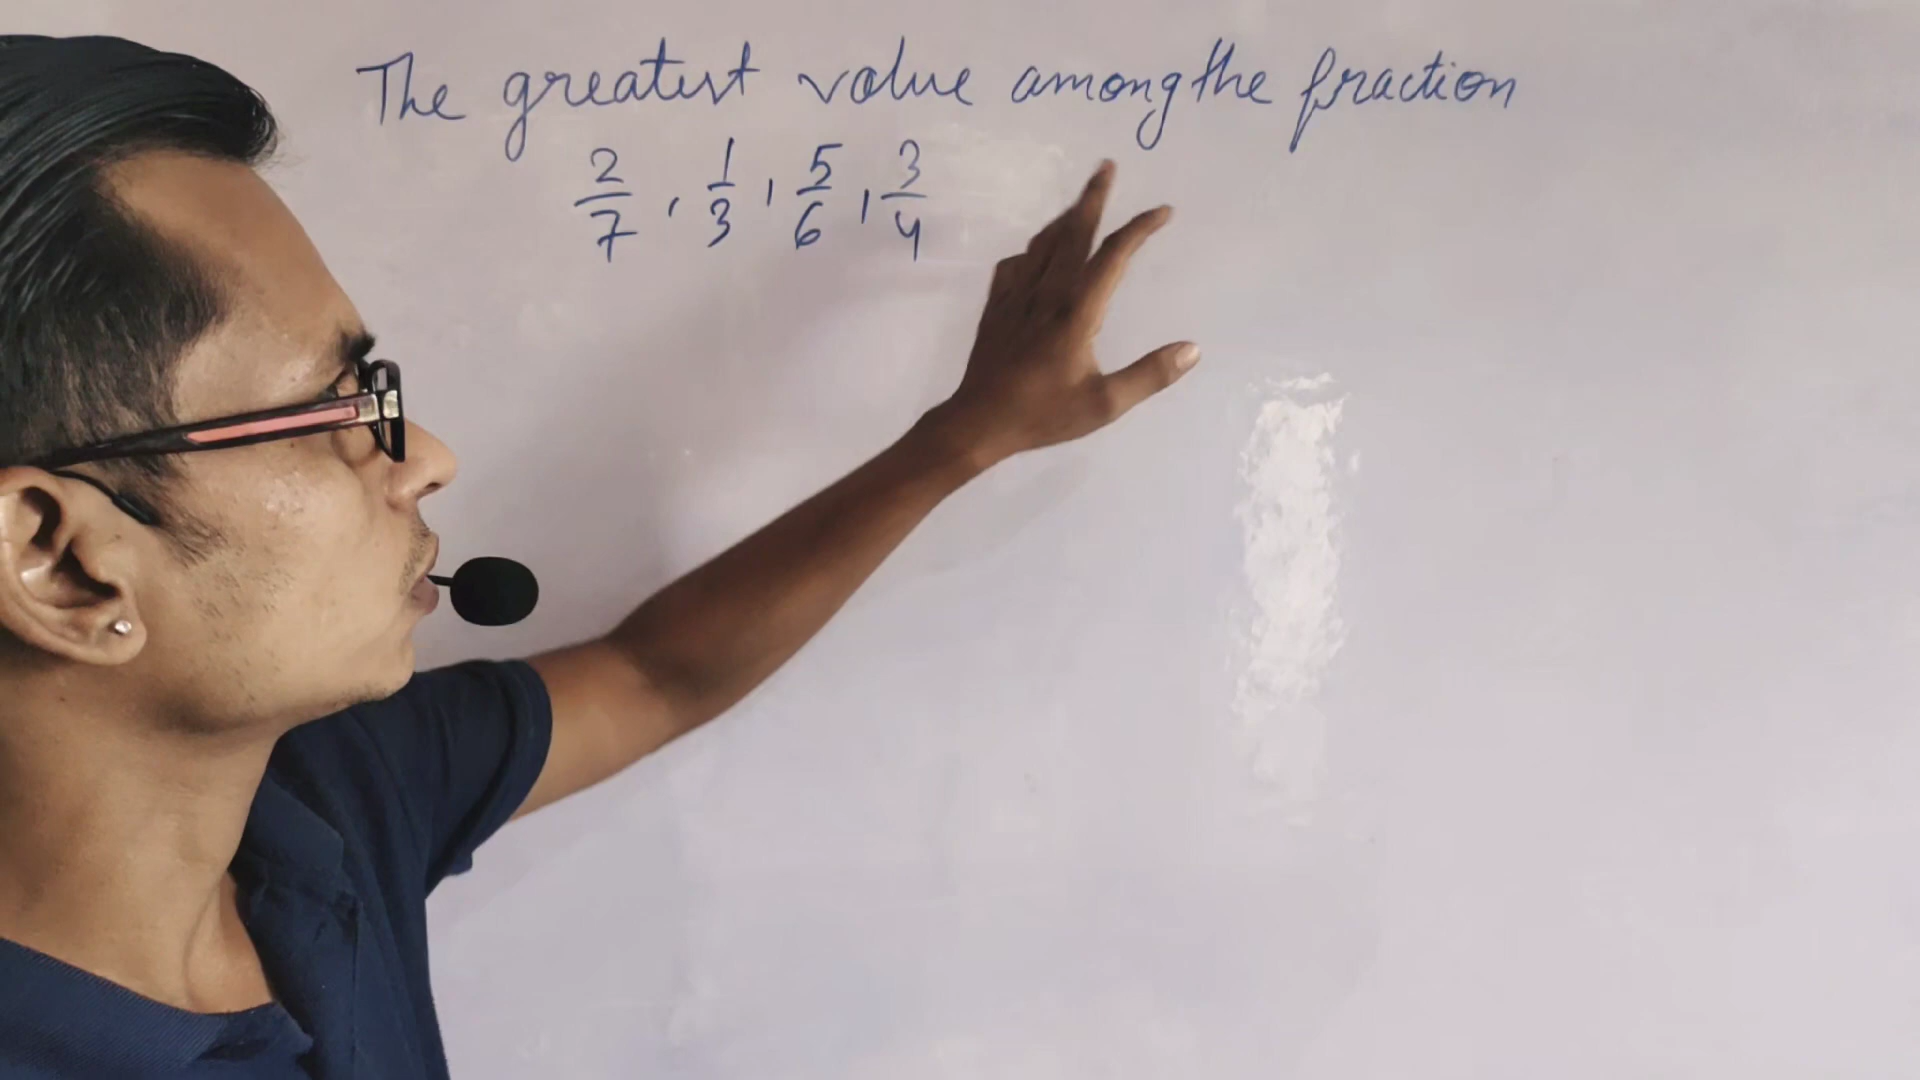 The greatest value among the fraction
2/7, 1/3, 5/6, 3/4